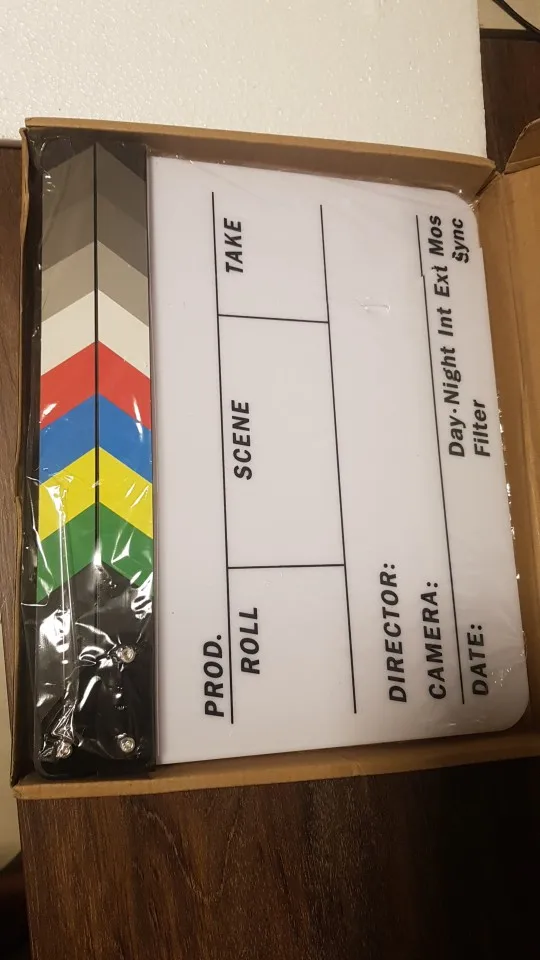 PROD.
ROLL SCENE TAKE
DIRECTOR:
CAMERA:
DATE: Day·Night Int Ext Mos
Filter Sync